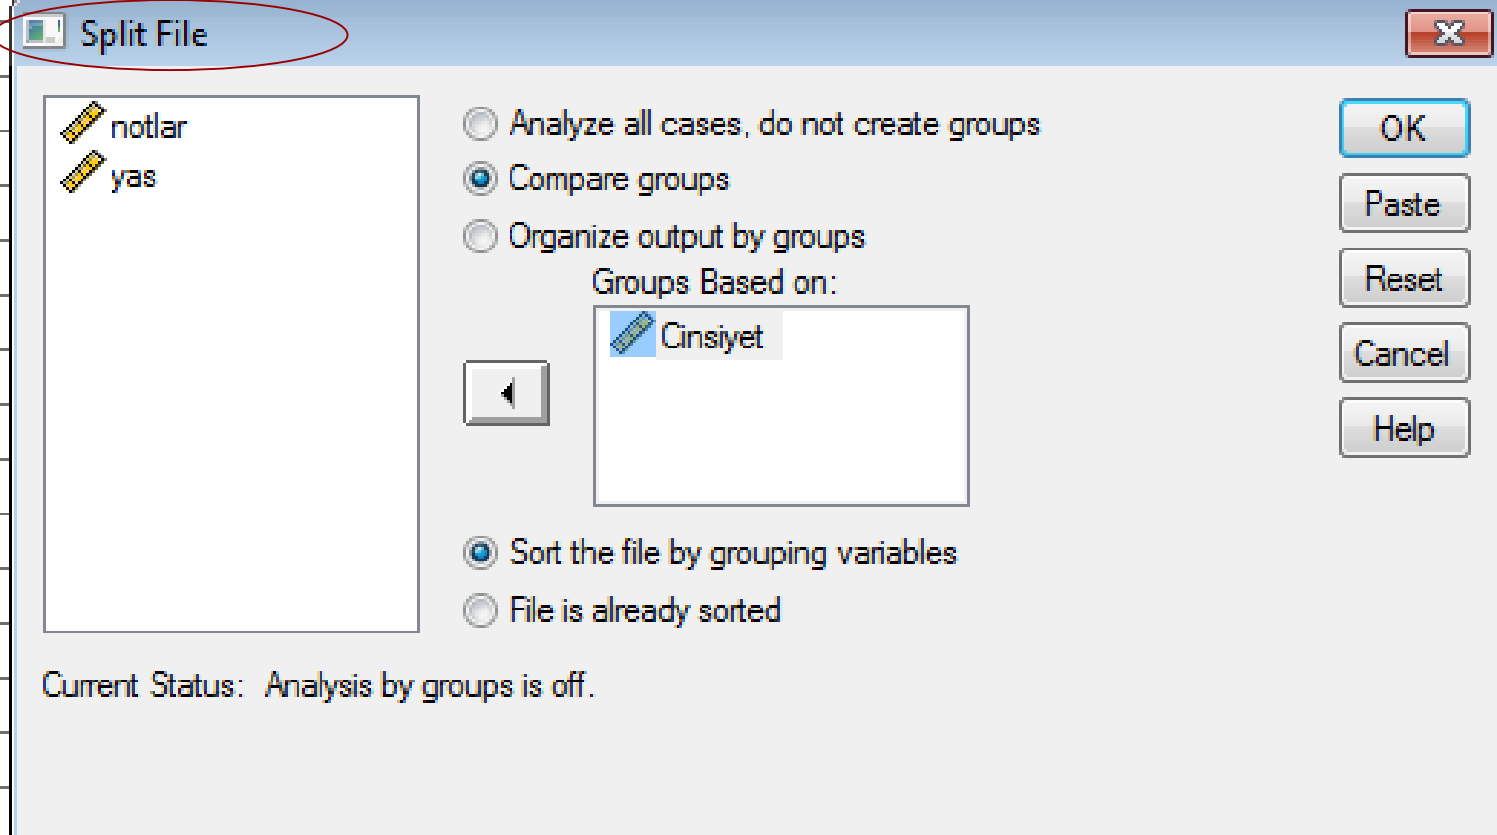 Split File
notlar
yas
Analyze all cases, do not create groups
Compare groups
Organize output by groups
Groups Based on:
Cinsiyet
Sort the file by grouping variables
File is already sorted
OK
Paste
Reset
Cancel
Help
Current Status: Analysis by groups is off.